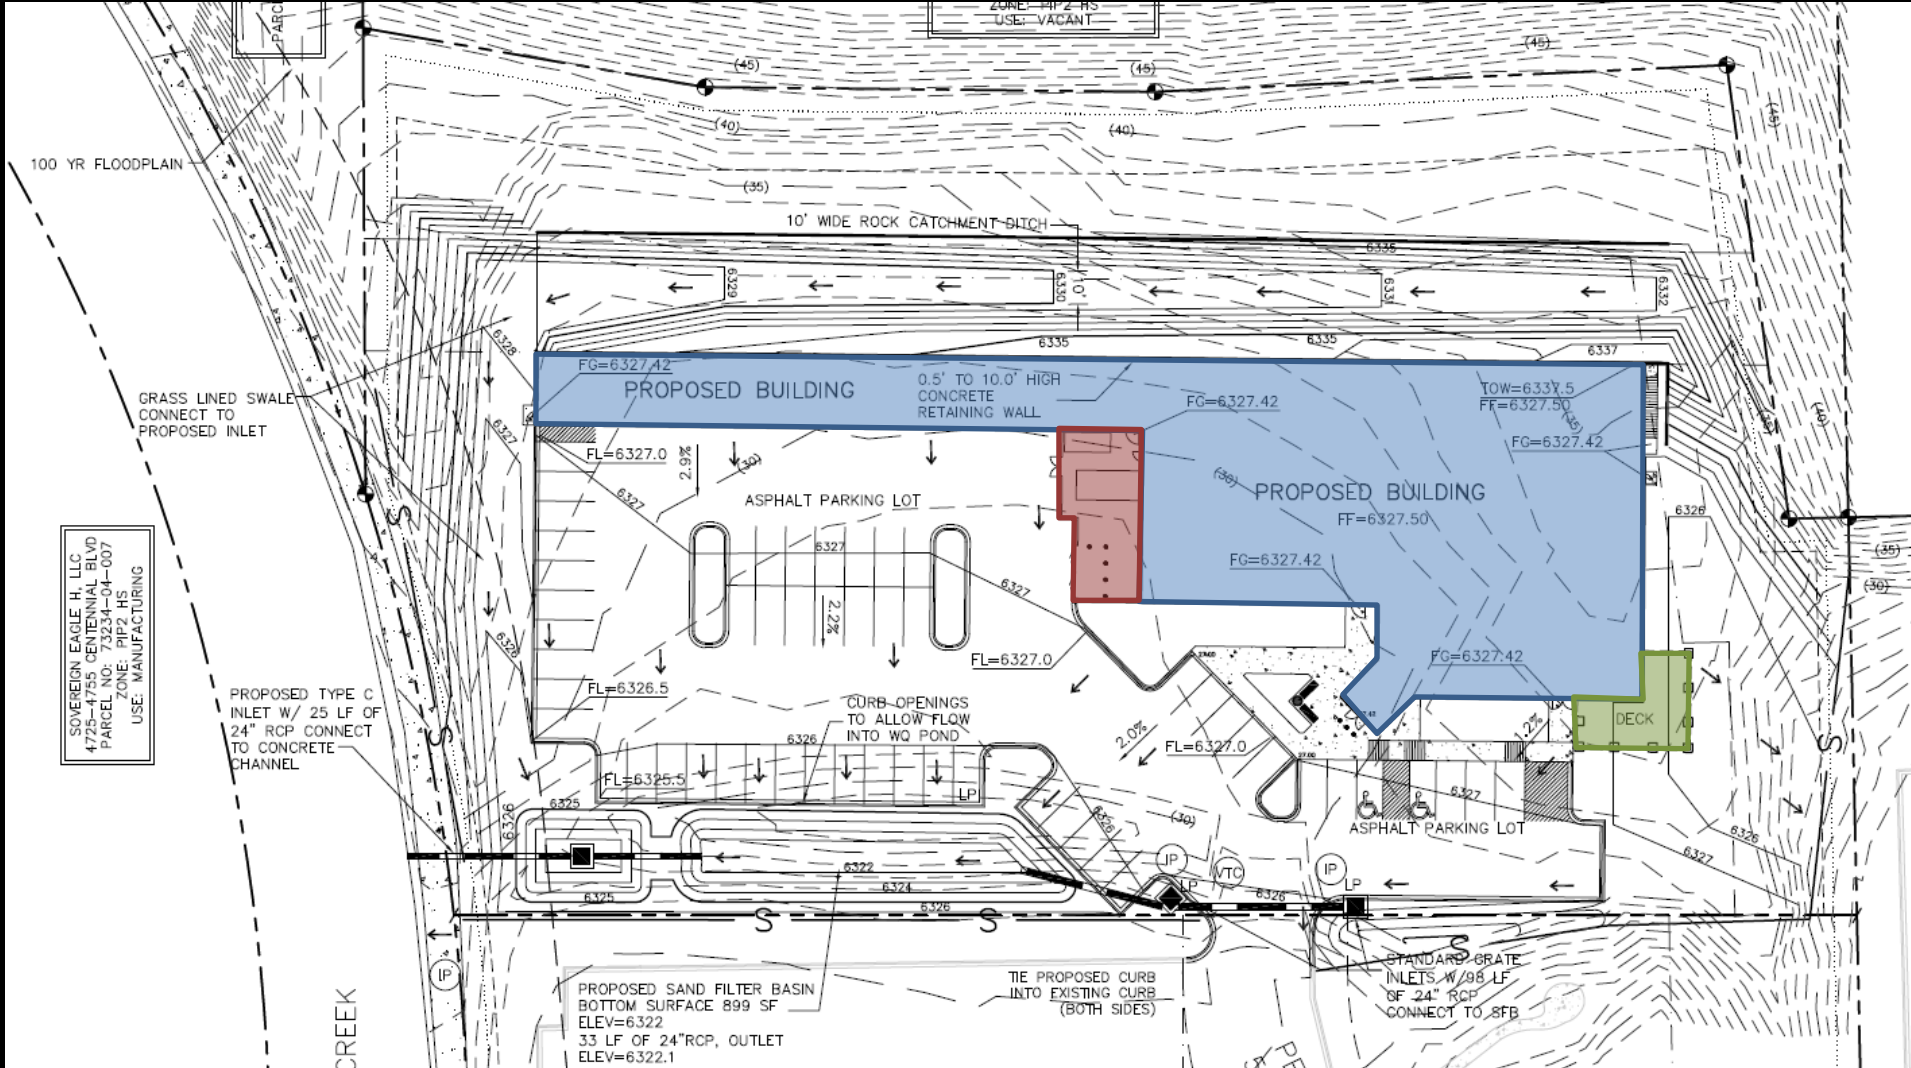 PARCE
ZONE: PIP2 HS
USE: VACANT
(45)
(45)
(45)
(45)
(40)
(40)
(35)
100 YR FLOODPLAIN
10' WIDE ROCK CATCHMENT DITCH
6335
6329
6330
10'
6331
6332
6328
6335
6335
6337
FG=6327.42
PROPOSED BUILDING
0.5' TO 10.0' HIGH
CONCRETE
RETAINING WALL
TOW=6337.5
FF=6327.50
(35)
FG=6327.42
FG=6327.42
(40)
GRASS LINED SWALE
CONNECT TO
PROPOSED INLET
6327
FL=6327.0
2.9%
(30)
6327
ASPHALT PARKING LOT
(30)
PROPOSED BUILDING
FF=6327.50
6326
(35)
(30)
S
6327
FG=6327.42
6327
2.2%
SOVEREIGN EAGLE H, LLC
4725-4755 CENTENNIAL BLVD
PARCEL NO: 73234-04-007
ZONE: PIP2 HS
USE: MANUFACTURING
6326
FL=6327.0
FG=6327.42
FL=6326.5
PROPOSED TYPE C
INLET W/ 25 LF OF
24" RCP CONNECT
TO CONCRETE
CHANNEL
S
CURB OPENINGS
TO ALLOW FLOW
INTO WQ POND
6326
2.0%
FL=6327.0
27.00
1.2%
DECK
S
FL=6325.5
LP
6327
6325
6326
6326
(30)
ASPHALT PARKING LOT
6326
6327
IP
VTC
IP
LP
LP
6322
6324
6325
6326
6326
S
S
S
IP
CREEK
PROPOSED SAND FILTER BASIN
BOTTOM SURFACE 899 SF
ELEV=6322
33 LF OF 24"RCP, OUTLET
ELEV=6322.1
TIE PROPOSED CURB
INTO EXISTING CURB
(BOTH SIDES)
STANDARD GRATE
INLETS W/98 LF
OF 24" RCP
CONNECT TO SFB